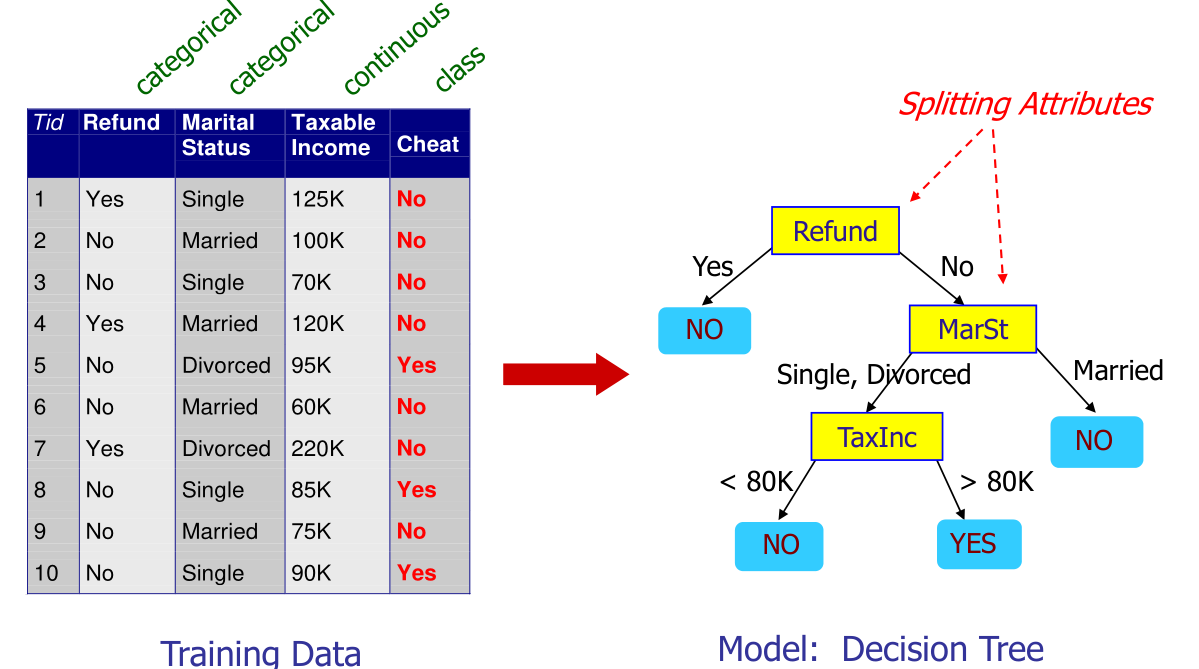 categorical
categorical
continuous
class
Tid Refund Marital Status Taxable Income Cheat
1 Yes Single 125K No
2 No Married 100K No
3 No Single 70K No
4 Yes Married 120K No
5 No Divorced 95K Yes
6 No Married 60K No
7 Yes Divorced 220K No
8 No Single 85K Yes
9 No Married 75K No
10 No Single 90K Yes
Training Data
Splitting Attributes
Refund
Yes
No
NO
MarSt
Single, Divorced
Married
TaxInc
NO
< 80K
> 80K
NO
YES
Model: Decision Tree